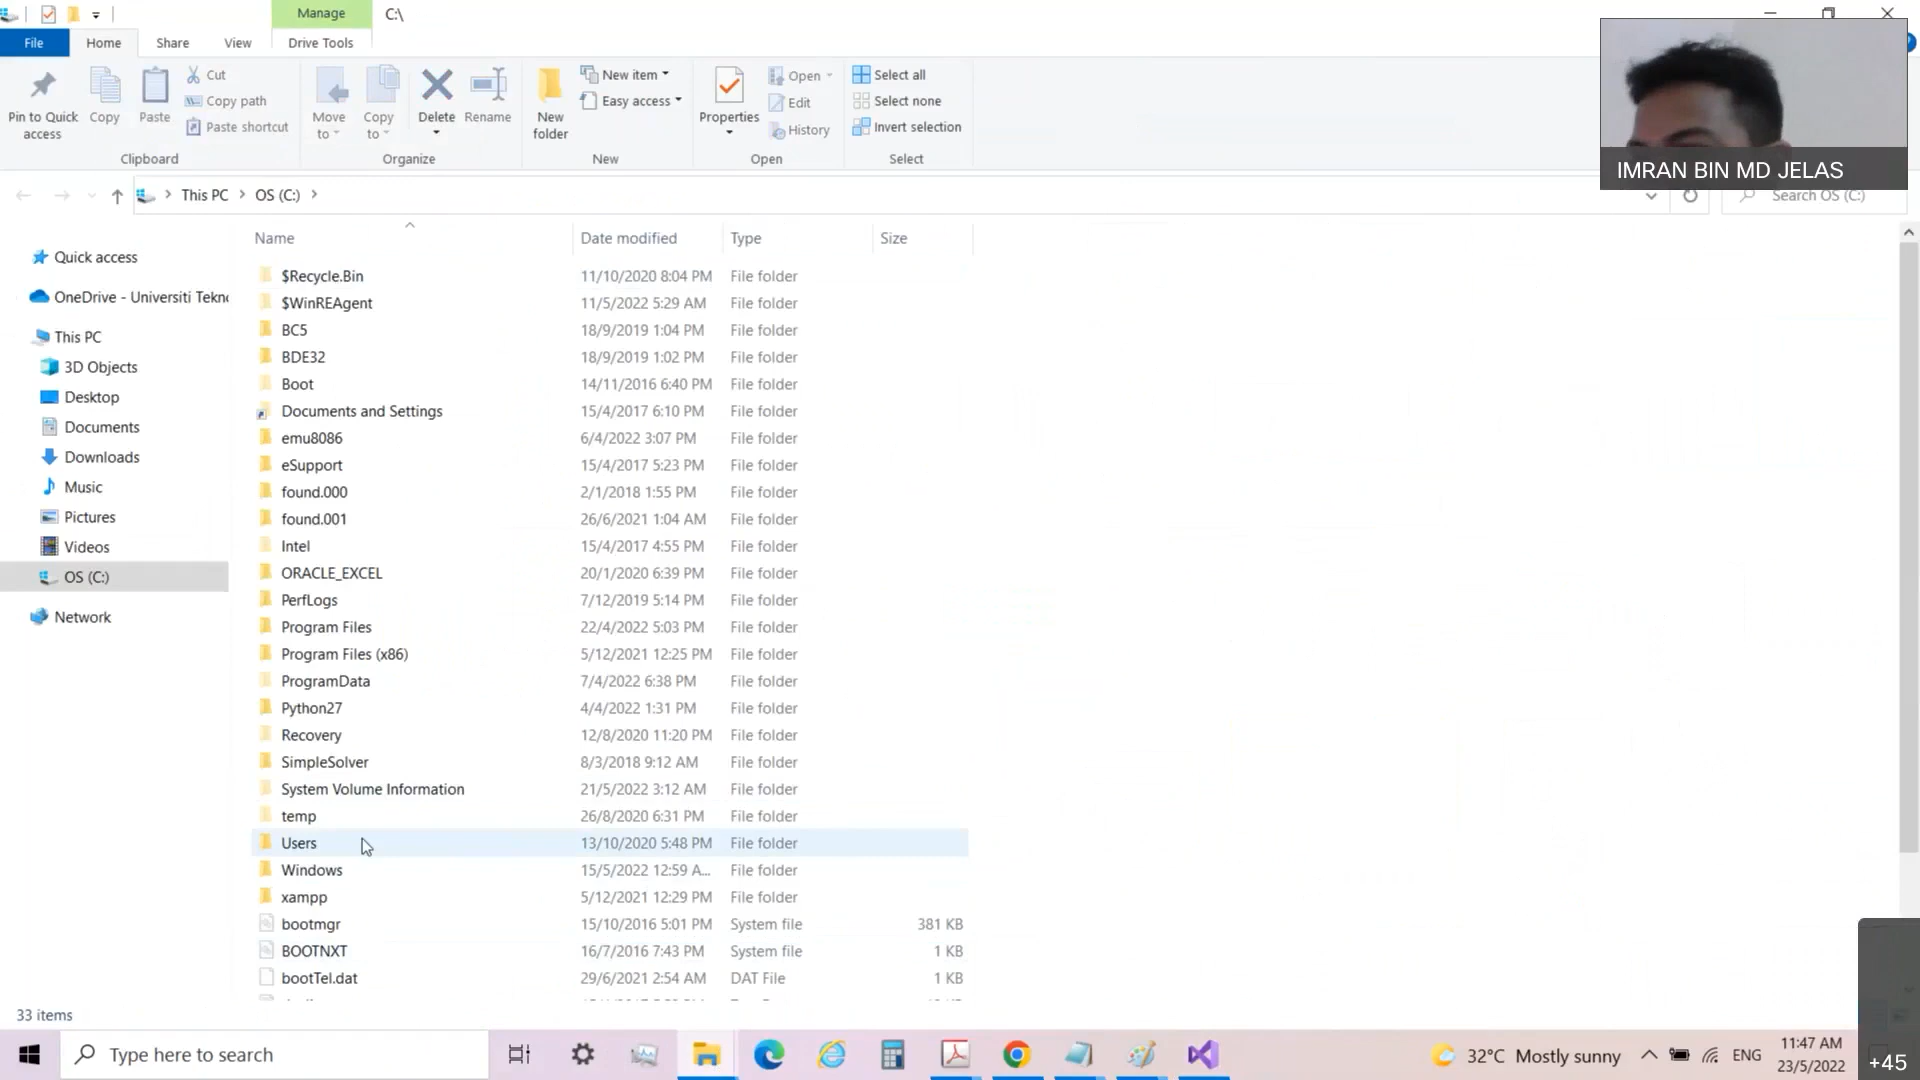 Manage C:\
File Home Share View Drive Tools
Pin to Quick access
Copy
Paste
Cut
Copy path
Paste shortcut
Clipboard
Move to
Copy to
Delete
Rename
Organize
New folder
New item
Easy access
New
Properties
Open
Edit
History
Open
Select all
Select none
Invert selection
Select
IMRAN BIN MD JELAS
This PC OS (C:)
Search OS (C:)
Quick access
OneDrive - Universiti Tekn
This PC
3D Objects
Desktop
Documents
Downloads
Music
Pictures
Videos
OS (C:)
Network
Name Date modified Type Size
$Recycle.Bin 11/10/2020 8:04 PM File folder
$WinREAgent 11/5/2022 5:29 AM File folder
BC5 18/9/2019 1:04 PM File folder
BDE32 18/9/2019 1:02 PM File folder
Boot 14/11/2016 6:40 PM File folder
Documents and Settings 15/4/2017 6:10 PM File folder
emu8086 6/4/2022 3:07 PM File folder
eSupport 15/4/2017 5:23 PM File folder
found.000 2/1/2018 1:55 PM File folder
found.001 26/6/2021 1:04 AM File folder
Intel 15/4/2017 4:55 PM File folder
ORACLE_EXCEL 20/1/2020 6:39 PM File folder
PerfLogs 7/12/2019 5:14 PM File folder
Program Files 22/4/2022 5:03 PM File folder
Program Files (x86) 5/12/2021 12:25 PM File folder
ProgramData 7/4/2022 6:38 PM File folder
Python27 4/4/2022 1:31 PM File folder
Recovery 12/8/2020 11:20 PM File folder
SimpleSolver 8/3/2018 9:12 AM File folder
System Volume Information 21/5/2022 3:12 AM File folder
temp 26/8/2020 6:31 PM File folder
Users 13/10/2020 5:48 PM File folder
Windows 15/5/2022 12:59 A... File folder
xampp 5/12/2021 12:29 PM File folder
bootmgr 15/10/2016 5:01 PM System file 381 KB
BOOTNXT 16/7/2016 7:43 PM System file 1 KB
bootTel.dat 29/6/2021 2:54 AM DAT File 1 KB
33 items
Type here to search
32°C Mostly sunny
ENG
11:47 AM
23/5/2022
+45